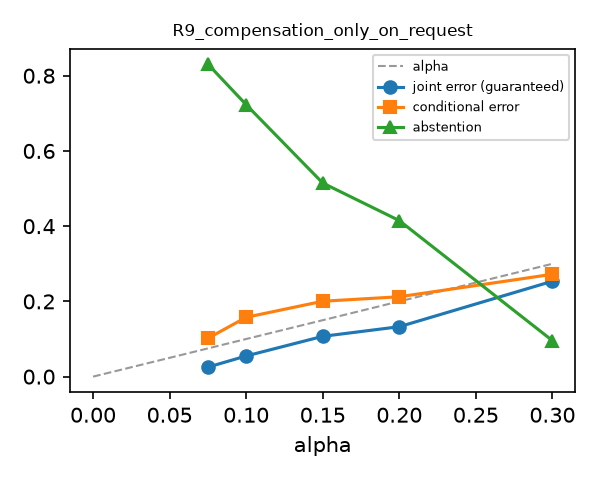 R9_compensation_only_on_request
alpha
joint error (guaranteed)
conditional error
abstention
0.8
0.6
0.4
0.2
0.0
0.00 0.05 0.10 0.15 0.20 0.25 0.30
alpha